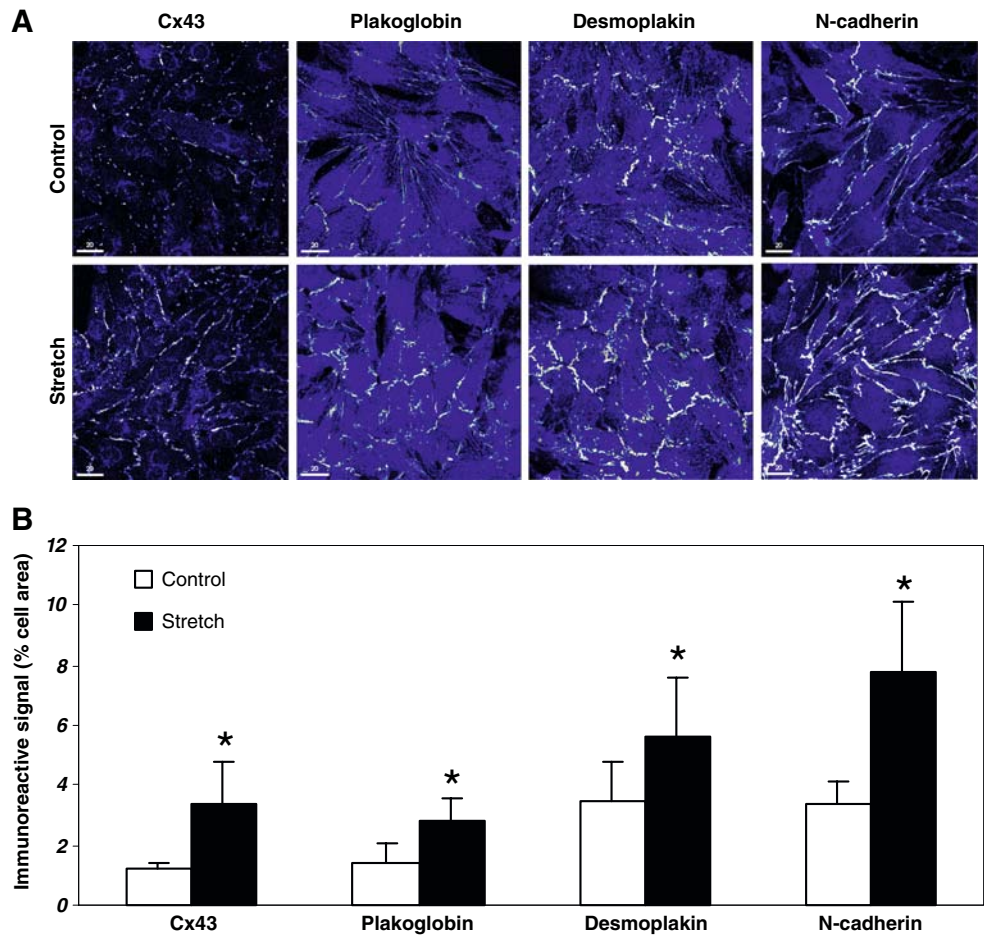 A
Cx43 Plakoglobin Desmoplakin N-cadherin
Control
20 20 20 20
Stretch
20 20 20 20
B
Immunoreactive signal (% cell area)
12
10
8
6
4
2
0
Control
Stretch
* * * *
Cx43 Plakoglobin Desmoplakin N-cadherin